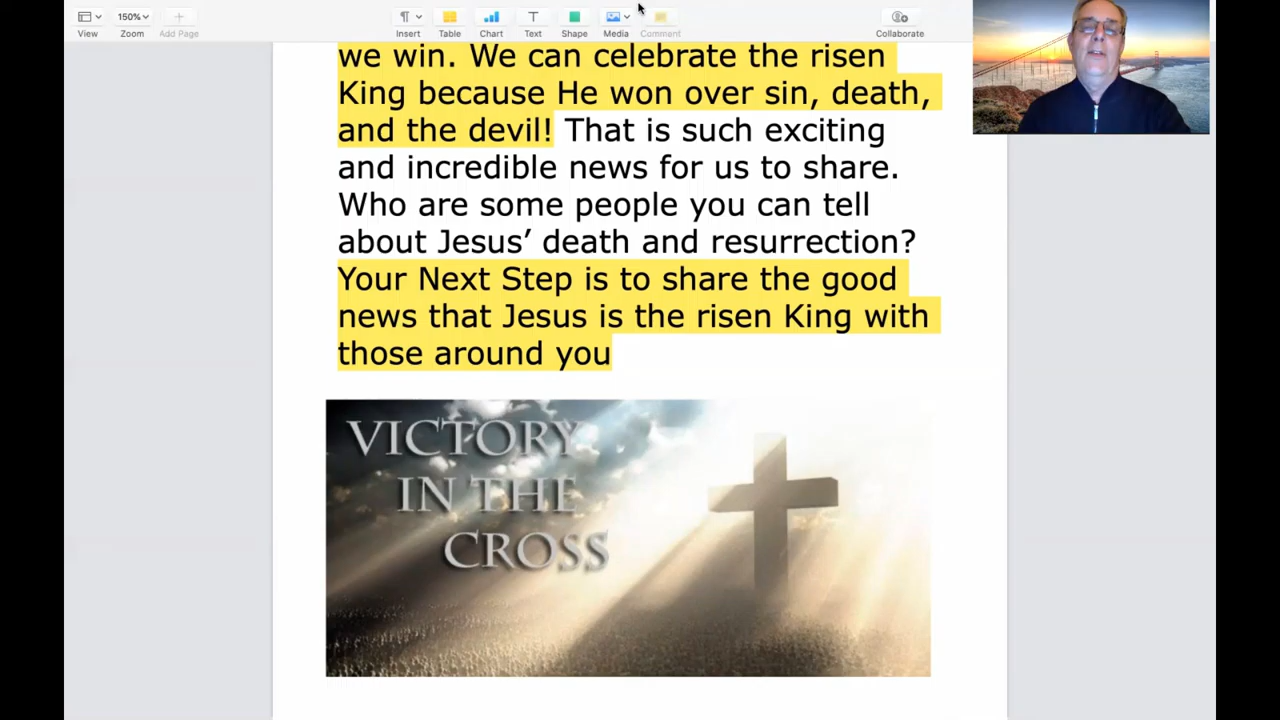 150%
View
Zoom
Add Page
Insert
Table
Chart
Text
Shape
Media
Comment
Collaborate
we win. We can celebrate the risen
King because He won over sin, death,
and the devil! That is such exciting
and incredible news for us to share.
Who are some people you can tell
about Jesus’ death and resurrection?
Your Next Step is to share the good
news that Jesus is the risen King with
those around you
VICTORY
IN THE
CROSS